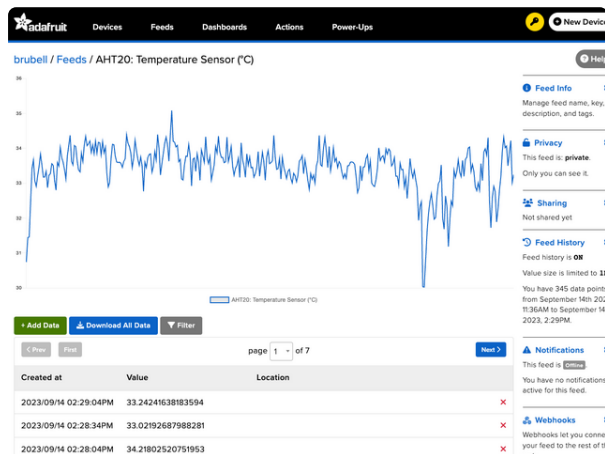 adafruit Devices Feeds Dashboards Actions Power-Ups New Device
brubell / Feeds / AHT20: Temperature Sensor (°C)
Help
36
35
34
33
31
30
AHT20: Temperature Sensor (°C)
Feed Info
Manage feed name, key,
description, and tags.
Privacy
This feed is: private.
Only you can see it.
Sharing
Not shared yet
Feed History
Feed history is ON
Value size is limited to
You have 345 data points
from September 14th
11:36AM to September 14
2023, 2:29PM.
Notifications
This feed is Offline
You have no notifications
active for this feed.
Webhooks
Webhooks let you
your feed to the rest of
+ Add Data Download All Data Filter
< Prev First page 1 of 7 Next >
Created at Value Location
2023/09/14 02:29:04PM 33.24241638183594
2023/09/14 02:28:34PM 33.02192687988281
2023/09/14 02:28:04PM 34.21802520751953